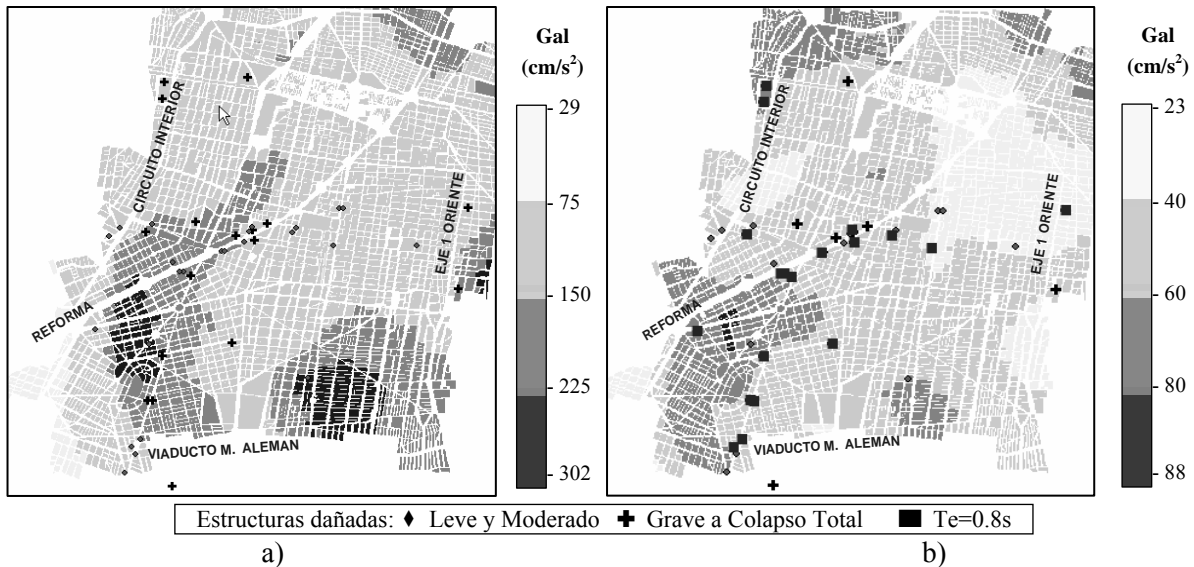 Gal
(cm/s²)
29
75
150
225
302
CIRCUITO INTERIOR
EJE 1 ORIENTE
REFORMA
VIADUCTO M. ALEMAN
Gal
(cm/s²)
23
40
60
80
88
CIRCUITO INTERIOR
EJE 1 ORIENTE
REFORMA
VIADUCTO M. ALEMAN
Estructuras dañadas: Leve y Moderado Grave a Colapso Total Te=0.8s
a)
b)